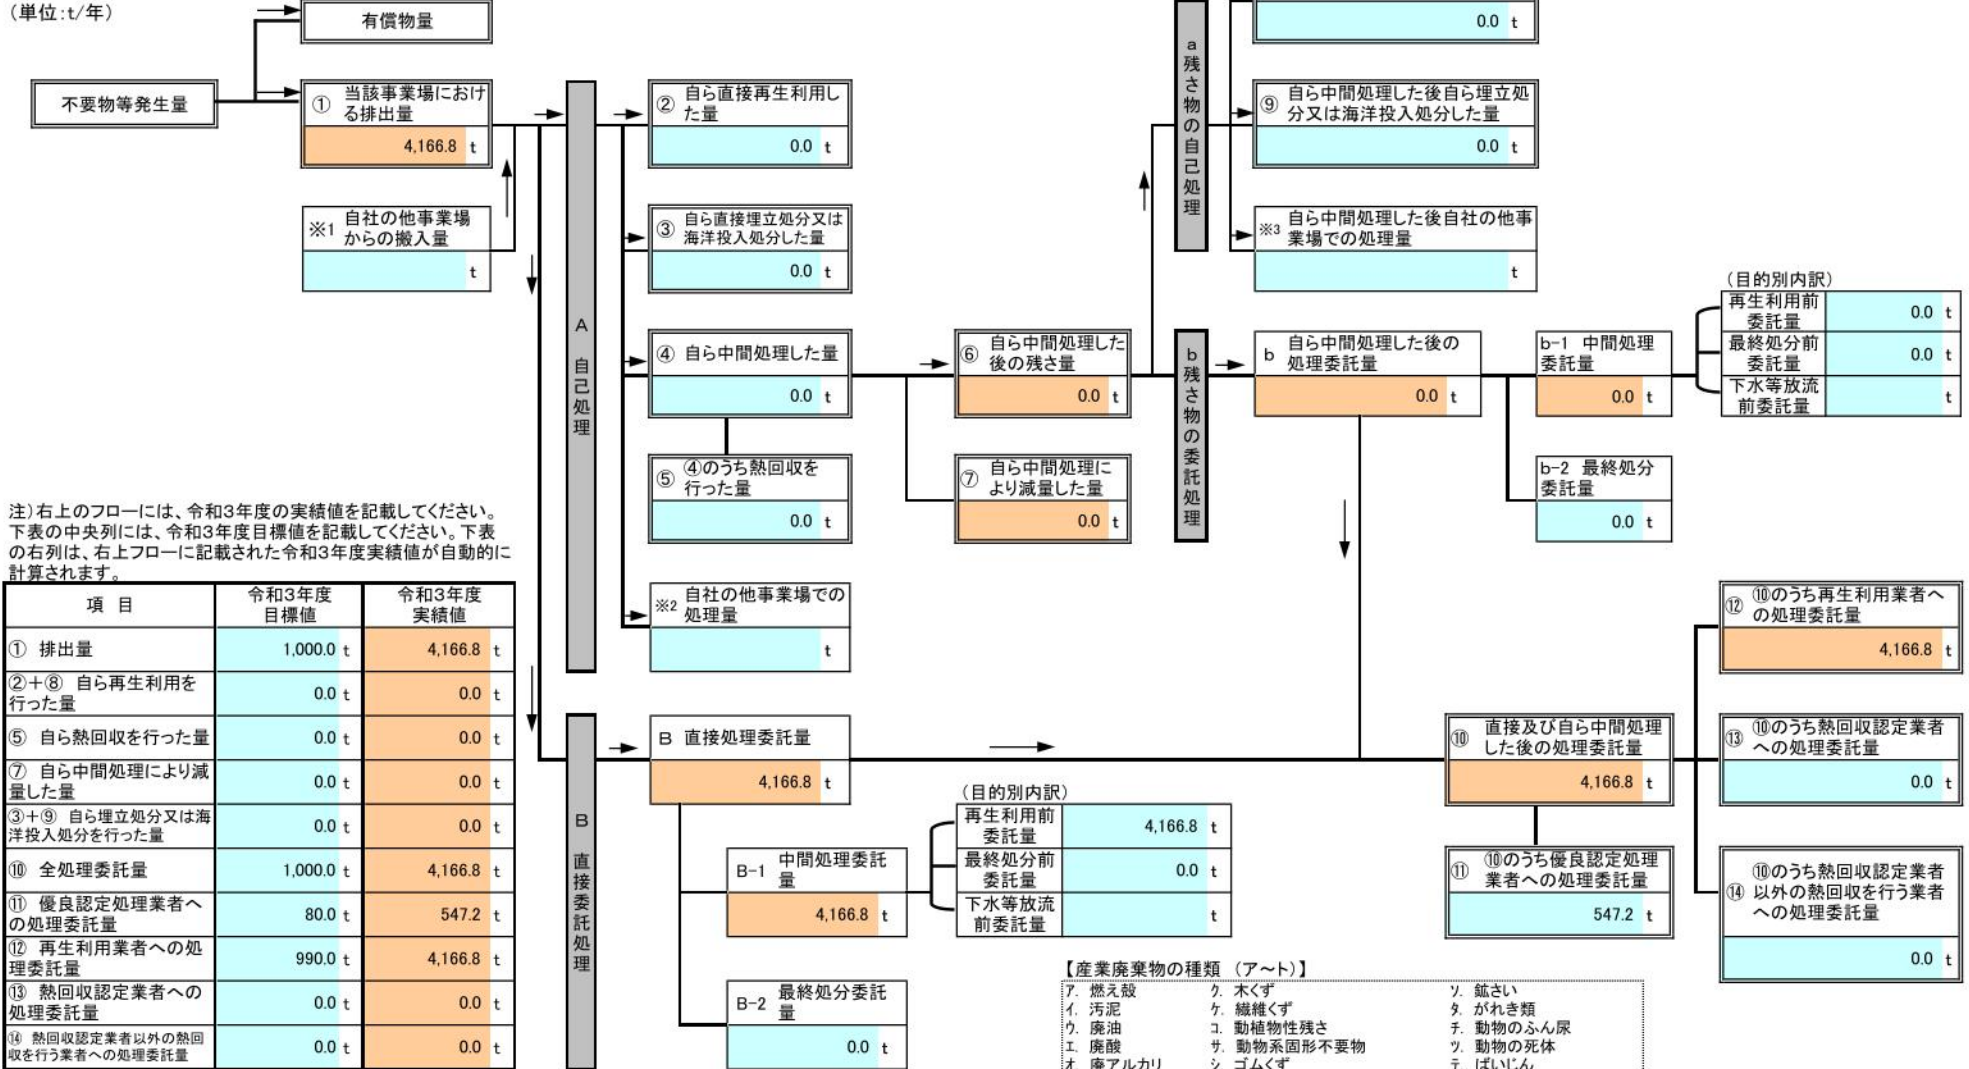 (単位:t/年)
有償物量
不要物等発生量
① 当該事業場におけ
る排出量
4,166.8 t
※1 自社の他事業場
からの搬入量
t
A 自己処理
② 自ら直接再生利用し
た量
0.0 t
③ 自ら直接埋立処分又は
海洋投入処分した量
0.0 t
④ 自ら中間処理した量
0.0 t
⑤ ④のうち熱回収を
行った量
0.0 t
※2 自社の他事業場での
処理量
t
⑥ 自ら中間処理した
後の残さ量
0.0 t
⑦ 自ら中間処理に
より減量した量
0.0 t
a 残さ物の自己処理
0.0 t
⑨ 自ら中間処理した後自ら埋立処
分又は海洋投入処分した量
0.0 t
※3 自ら中間処理した後自社の他事
業場での処理量
t
b 残さ物の委託処理
b 自ら中間処理した後の
処理委託量
0.0 t
b-1 中間処理
委託量
0.0 t
b-2 最終処分
委託量
0.0 t
(目的別内訳)
再生利用前
委託量
0.0 t
最終処分前
委託量
0.0 t
下水等放流
前委託量
t
注)右上のフローには、令和3年度の実績値を記載してください。
下表の中央列には、令和3年度目標値を記載してください。下表
の右列は、右上フローに記載された令和3年度実績値が自動的に
計算されます。
項 目
令和3年度
目標値
令和3年度
実績値
① 排出量
1,000.0 t
4,166.8 t
②+⑧ 自ら再生利用を
行った量
0.0 t
0.0 t
⑤ 自ら熱回収を行った量
0.0 t
0.0 t
⑦ 自ら中間処理により減
量した量
0.0 t
0.0 t
③+⑨ 自ら埋立処分又は海
洋投入処分を行った量
0.0 t
0.0 t
⑩ 全処理委託量
1,000.0 t
4,166.8 t
⑪ 優良認定処理業者へ
の処理委託量
80.0 t
547.2 t
⑫ 再生利用業者への処
理委託量
990.0 t
4,166.8 t
⑬ 熱回収認定業者への
処理委託量
0.0 t
0.0 t
⑭ 熱回収認定業者以外の熱回
収を行う業者への処理委託量
0.0 t
0.0 t
B 直接委託処理
B 直接処理委託量
4,166.8 t
B-1 中間処理委託
量
4,166.8 t
B-2 最終処分委託
量
0.0 t
(目的別内訳)
再生利用前
委託量
4,166.8 t
最終処分前
委託量
0.0 t
下水等放流
前委託量
t
⑩ 直接及び自ら中間処理
した後の処理委託量
4,166.8 t
⑪ ⑩のうち優良認定処理
業者への処理委託量
547.2 t
⑫ ⑩のうち再生利用業者へ
の処理委託量
4,166.8 t
⑬ ⑩のうち熱回収認定業者
への処理委託量
0.0 t
⑭ ⑩のうち熱回収認定業者
以外の熱回収を行う業者
への処理委託量
0.0 t
【産業廃棄物の種類 (ア～ト)】
ア. 燃え殻
イ. 汚泥
ウ. 廃油
エ. 廃酸
オ. 廃アルカリ
ク. 木くず
ケ. 繊維くず
コ. 動植物性残さ
サ. 動物系固形不要物
シ. ゴムくず
ソ. 鉱さい
タ. がれき類
チ. 動物のふん尿
ツ. 動物の死体
テ. ばいじん